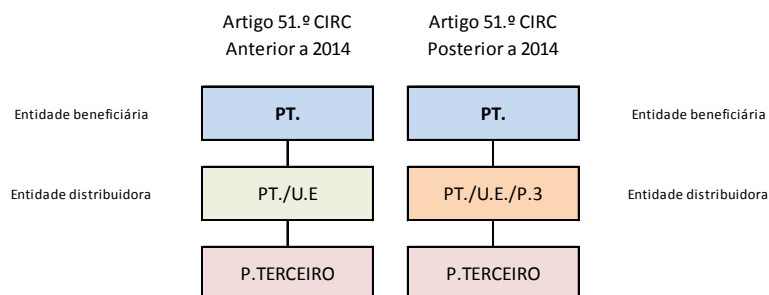 Artigo 51.º CIRC
Anterior a 2014
Artigo 51.º CIRC
Posterior a 2014
Entidade beneficiária
PT.
PT.
Entidade beneficiária
Entidade distribuidora
PT./U.E
PT./U.E./P.3
Entidade distribuidora
P.TERCEIRO
P.TERCEIRO